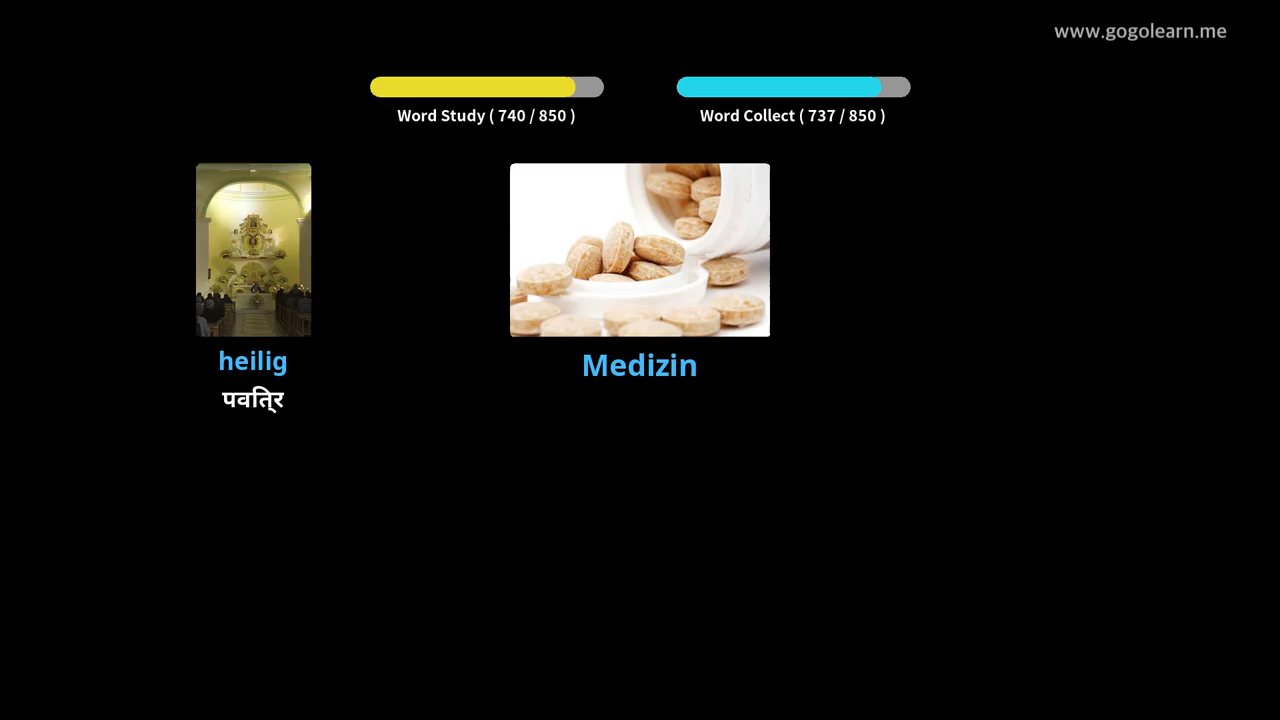 www.gogolearn.me
Word Study ( 740 / 850 )
Word Collect ( 737 / 850 )
heilig
Medizin
पवित्र